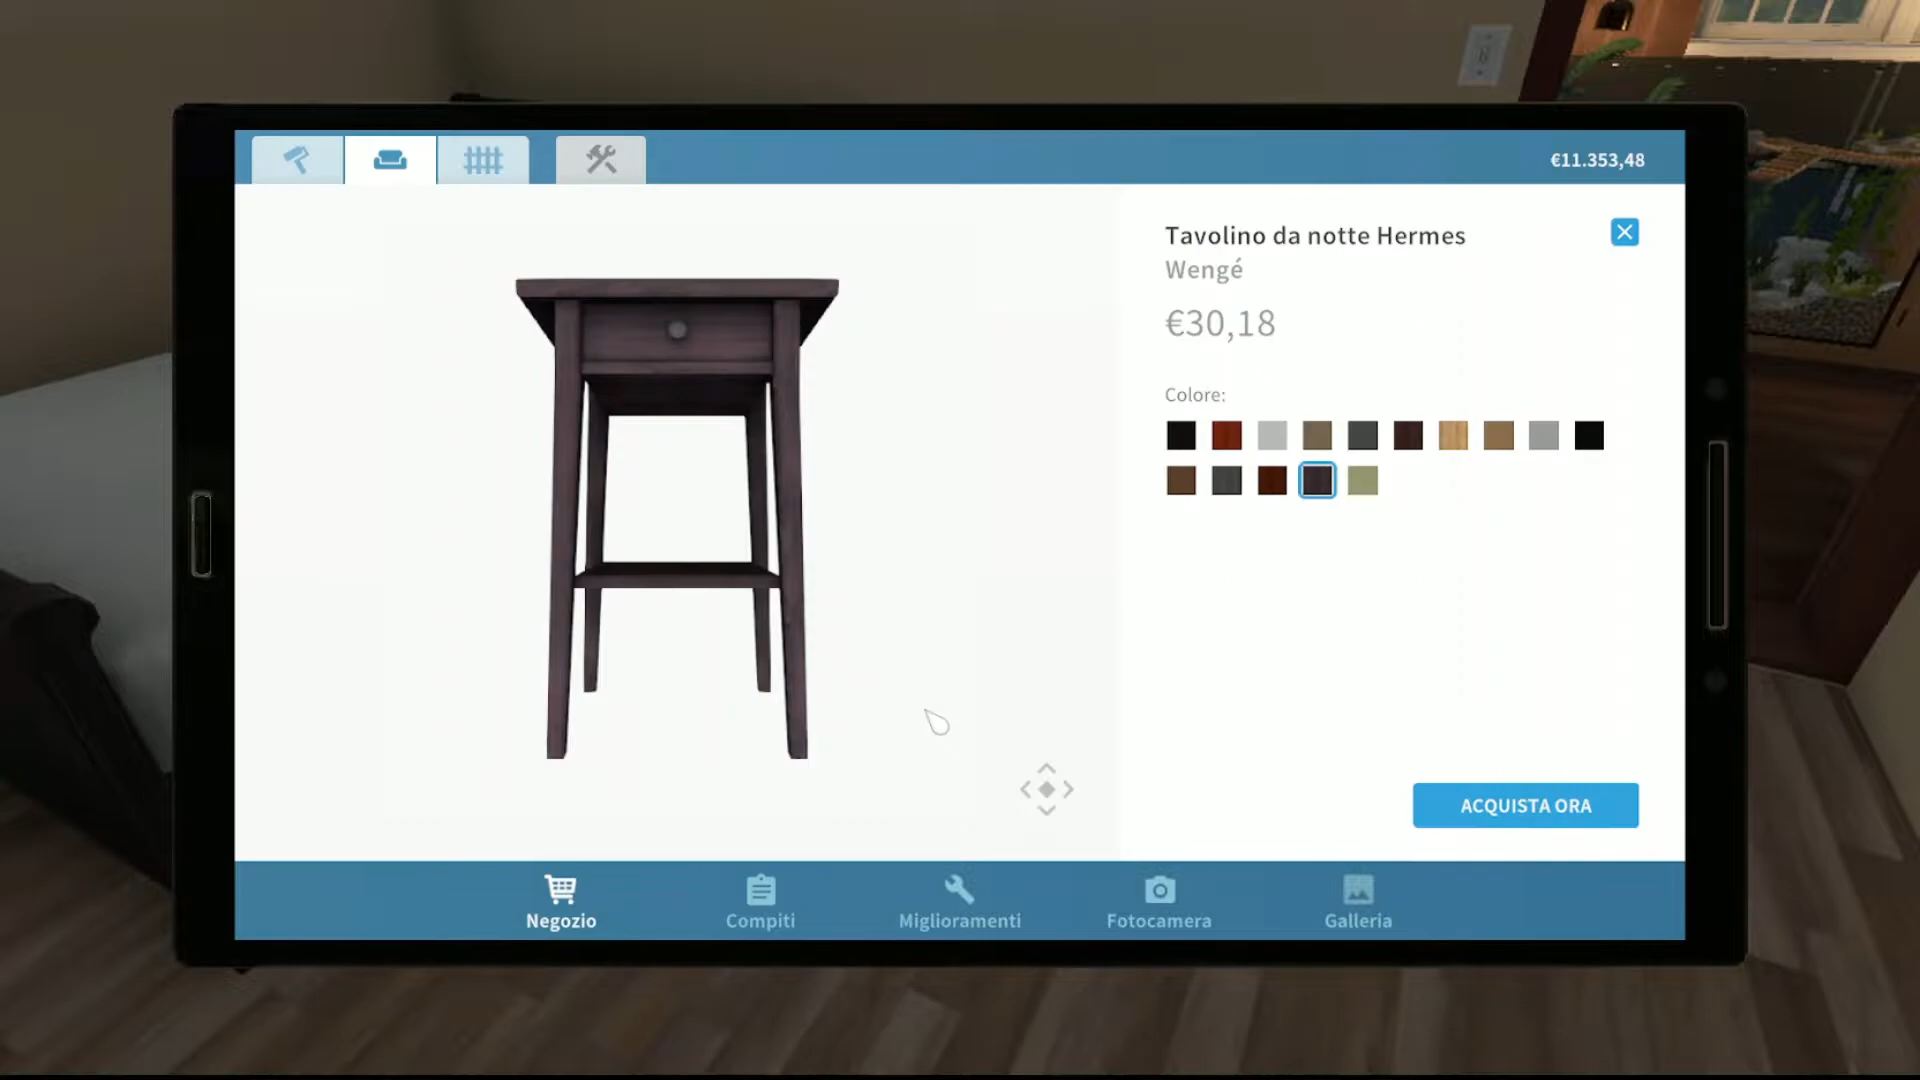 €11.353,48
Tavolino da notte Hermes
Wengé
€30,18
Colore:
ACQUISTA ORA
Negozio
Compiti
Miglioramenti
Fotocamera
Galleria